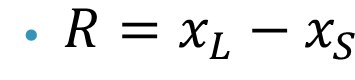 • R = x_L − x_S